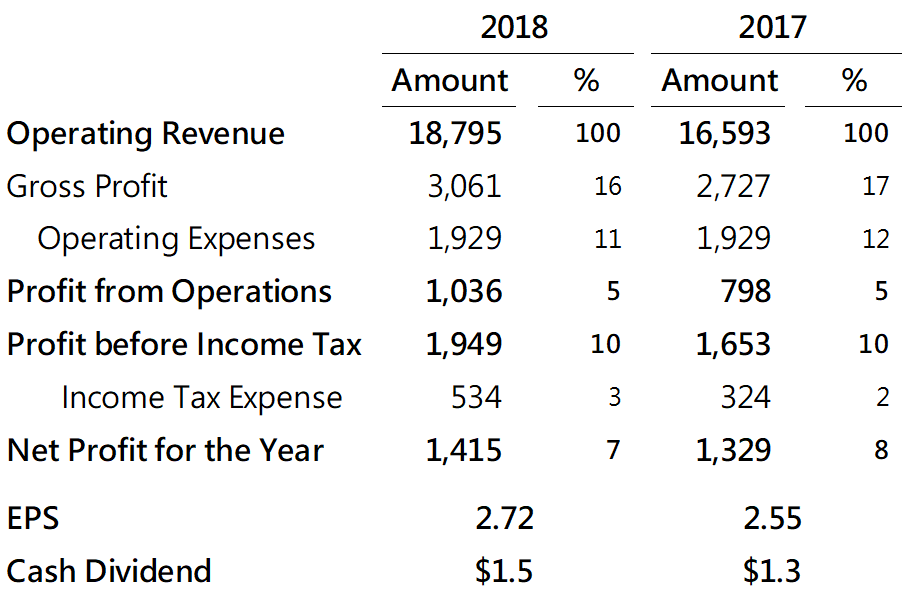 2018 2017
Amount % Amount %
Operating Revenue 18,795 100 16,593 100
Gross Profit 3,061 16 2,727 17
Operating Expenses 1,929 11 1,929 12
Profit from Operations 1,036 5 798 5
Profit before Income Tax 1,949 10 1,653 10
Income Tax Expense 534 3 324 2
Net Profit for the Year 1,415 7 1,329 8
EPS 2.72 2.55
Cash Dividend $1.5 $1.3